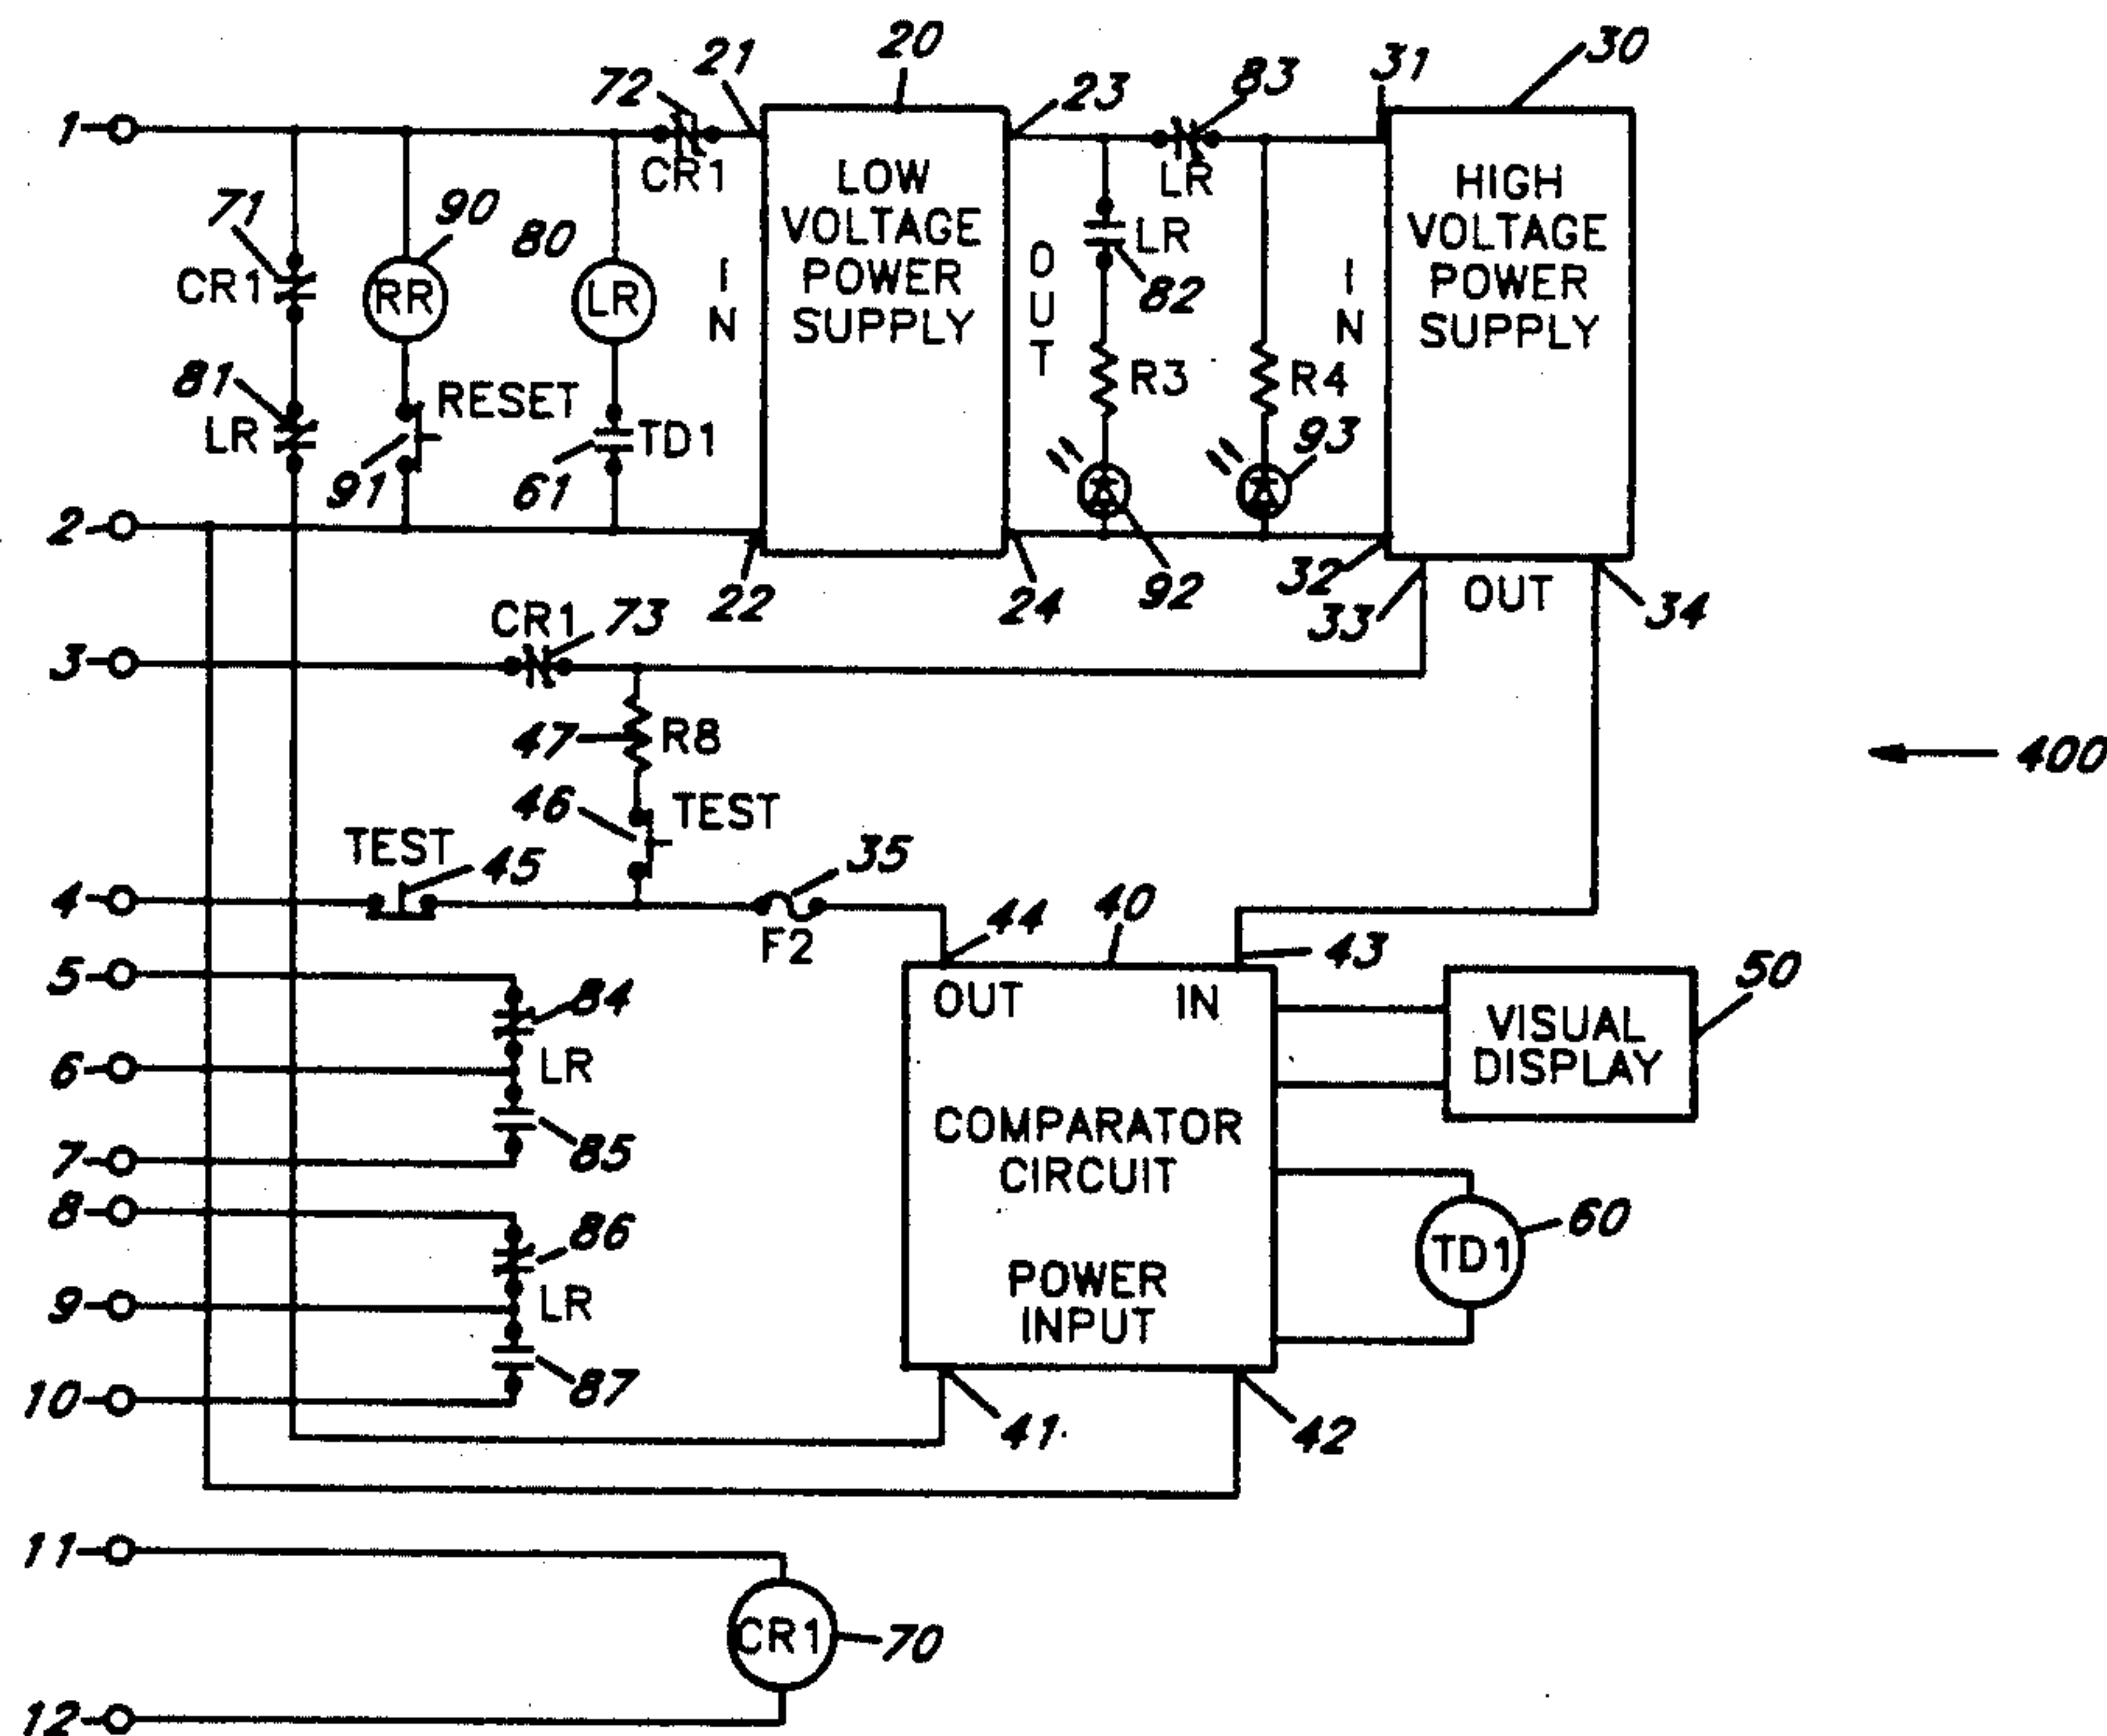 20
21
72
23
83
31
30
1
CR1
LR
LOW
VOLTAGE
POWER
SUPPLY
HIGH
VOLTAGE
POWER
SUPPLY
71
90
80
CR1
RR
LR
IN
OUT
LR
82
IN
81
LR
RESET
TD1
R3
R4
93
91
61
2
22
24
92
32
33
OUT
34
CR1
73
3
47
R8
400
46
TEST
TEST
45
35
4
F2
44
40
43
5
84
OUT
IN
50
VISUAL
DISPLAY
6
LR
COMPARATOR
CIRCUIT
7
85
8
86
60
TD1
9
LR
POWER
INPUT
10
87
41
42
11
CR1
70
12